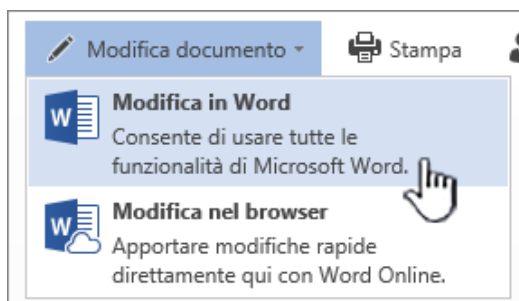 Modifica documento
Stampa
Modifica in Word
Consente di usare tutte le
funzionalità di Microsoft Word.
Modifica nel browser
Apportare modifiche rapide
direttamente qui con Word Online.